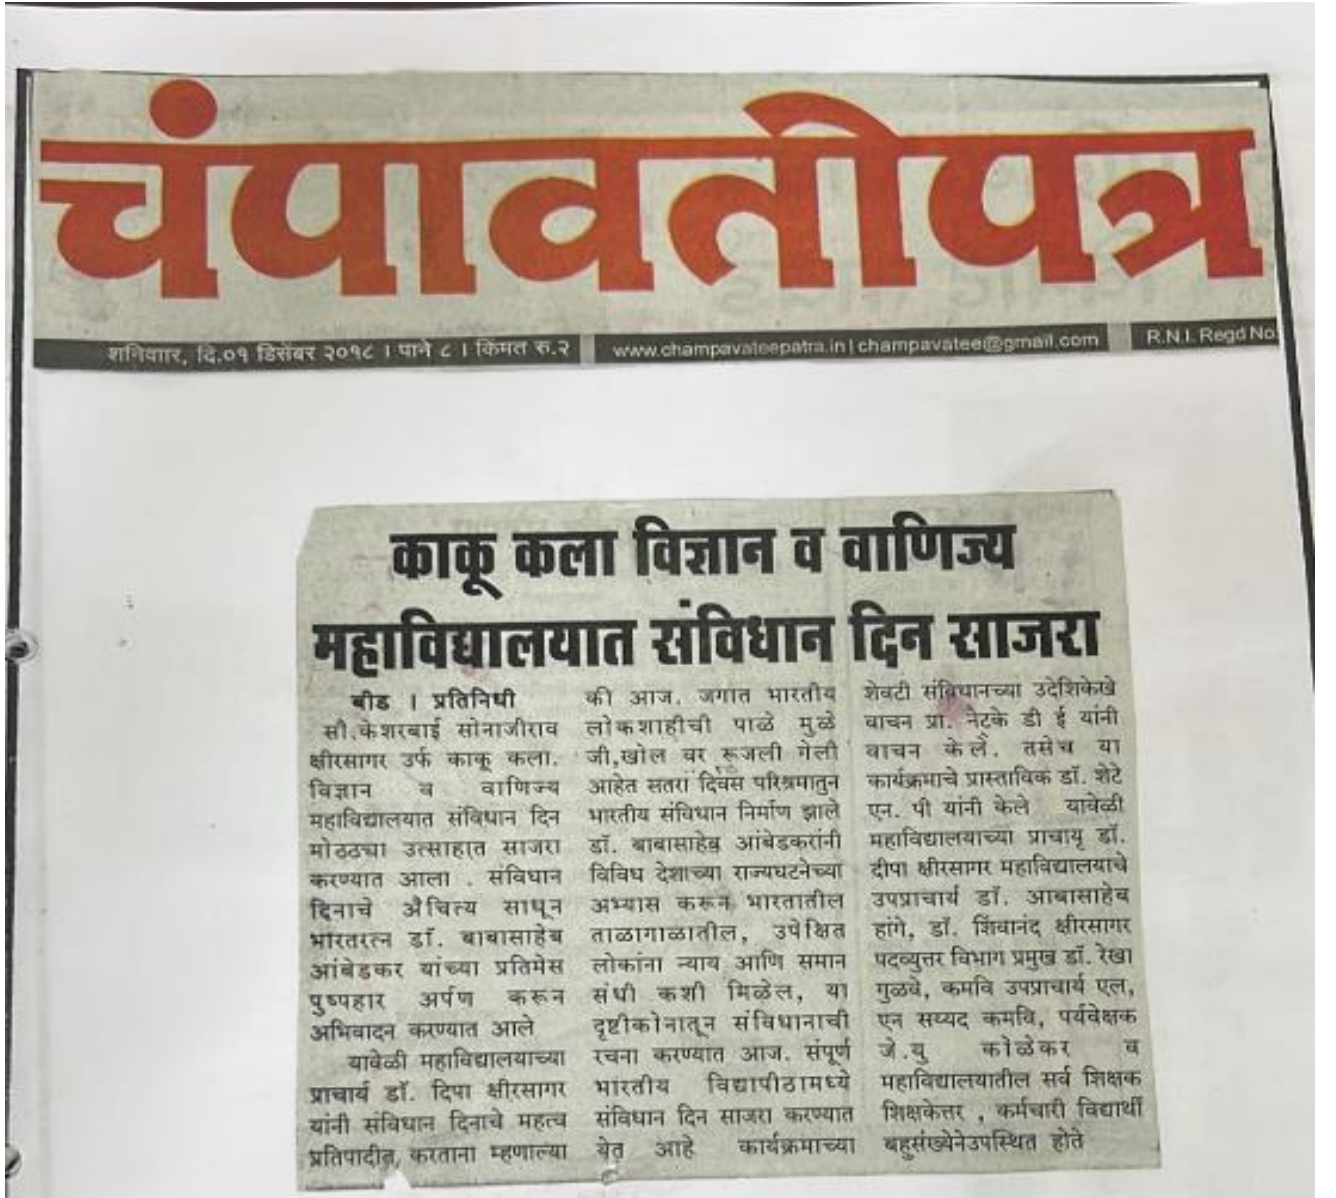 चंपावतीपत्र
शनिवाार, दि.०१ डिसेंबर २०१८ । पाने ८ । किंमत रु.२
www.champavateepatra.in | champavatee@gmail.com
R.N.I. Regd No.
काकू कला विज्ञान व वाणिज्य
महाविद्यालयात संविधान दिन साजरा
बीड । प्रतिनिधी
सौ.केशरबाई सोनाजीराव
क्षीरसागर उर्फ काकू कला.
विज्ञान व वाणिज्य
महाविद्यालयात संविधान दिन
मोठठचा उत्साहात साजरा
करण्यात आला . संविधान
दिनाचे औचित्य साधून
भारतरत्न डॉ. बाबासाहेब
आंबेडकर यांच्या प्रतिमेस
पुष्पहार अर्पण करून
अभिवादन करण्यात आले
यावेळी महाविद्यालयाच्या
प्राचार्य डॉ. दिपा क्षीरसागर
यांनी संविधान दिनाचे महत्व
प्रतिपादीत करताना म्हणाल्या
की आज. जगात भारतीय
लोकशाहीची पाळे मुळे
जी,खोल वर रूजली गेली
आहेत सतरा दिवस परिश्रमातुन
भारतीय संविधान निर्माण झाले
डॉ. बाबासाहेब आंबेडकरांनी
विविध देशाच्या राज्यघटनेच्या
अभ्यास करून भारतातील
ताळागाळातील, उपेक्षित
लोकांना न्याय आणि समान
संधी कशी मिळेल, या
दृष्टीकोनातून संविधानाची
रचना करण्यात आज. संपूर्ण
भारतीय विद्यापीठामध्ये
संविधान दिन साजरा करण्यात
येत आहे कार्यक्रमाच्या
शेवटी संविधानच्या उदेशिकेखे
वाचन प्रा. नेटके डी ई यांनी
वाचन केले. तसेच या
कार्यक्रमाचे प्रास्ताविक डॉ. शेटे
एन. पी यांनी केले यावेळी
महाविद्यालयाच्या प्राचायृ डॉ.
दीपा क्षीरसागर महाविद्यालयाचे
उपप्राचार्य डॉ. आबासाहेब
हांगे, डॉ. शिंवानंद क्षीरसागर
पदव्युत्तर विभाग प्रमुख डॉ. रेखा
गुळवे, कमवि उपप्राचार्य एल,
एन सय्यद कमवि, पर्यवेक्षक
जे.यु कोळेकर व
महाविद्यालयातील सर्व शिक्षक
शिक्षकेत्तर , कर्मचारी विद्यार्थी
बहुसंख्येनेउपस्थित होते